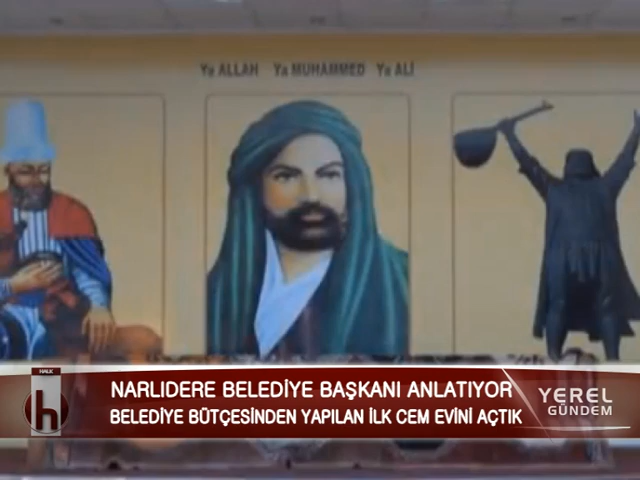 Ya ALLAH Ya MUHAMMED Ya ALİ
HALK
h
NARLIDERE BELEDİYE BAŞKANI ANLATIYOR
BELEDİYE BÜTÇESİNDEN YAPILAN İLK CEM EVİNİ AÇTIK
YEREL
GÜNDEM